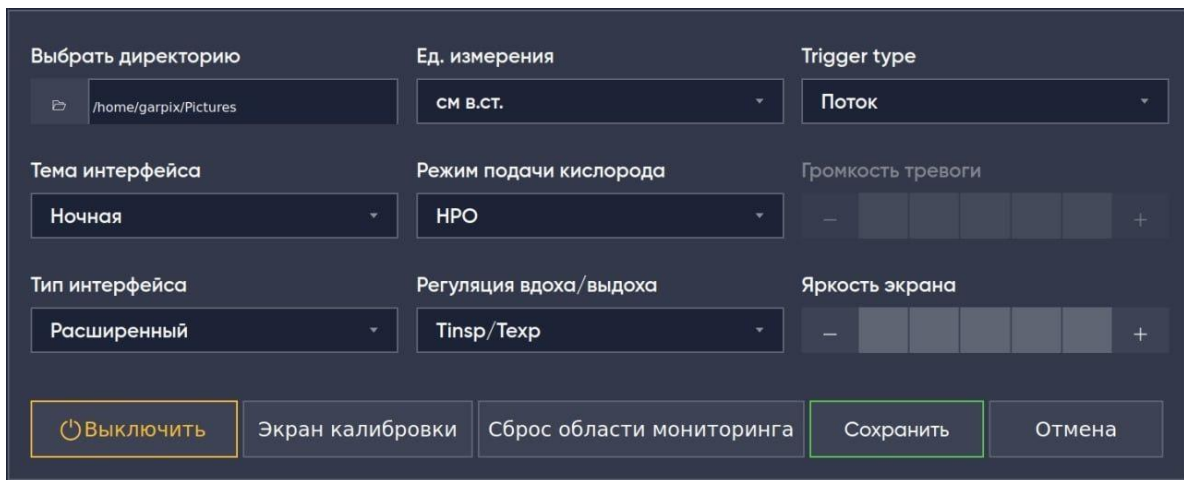 Выбрать директорию
Ед. измерения
Trigger type
/home/garpix/Pictures
см в.ст.
Поток
Тема интерфейса
Режим подачи кислорода
Громкость тревоги
Ночная
HPO
− +
Тип интерфейса
Регуляция вдоха/выдоха
Яркость экрана
Расширенный
Tinsp/Texp
− +
Выключить
Экран калибровки
Сброс области мониторинга
Сохранить
Отмена